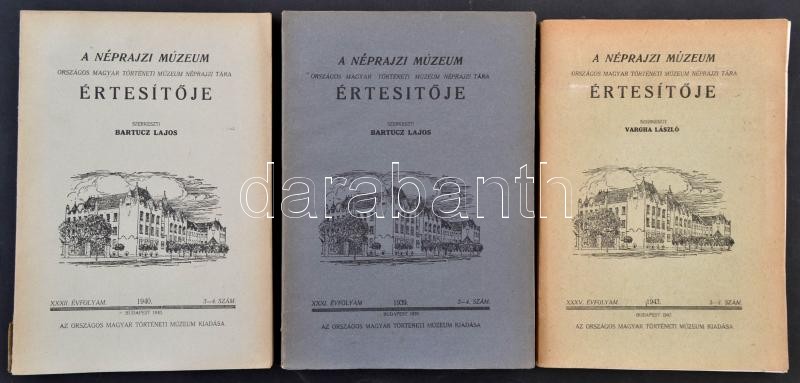 A NÉPRAJZI MÚZEUM
ORSZÁGOS MAGYAR TÖRTÉNETI MÚZEUM NÉPRAJZI TÁRA
ÉRTESÍTŐJE
SZERKESZTI
BARTUCZ LAJOS
XXXII. ÉVFOLYAM. 1940. 3—4. SZÁM.
BUDAPEST 1940.
AZ ORSZÁGOS MAGYAR TÖRTÉNETI MÚZEUM KIADÁSA
A NÉPRAJZI MÚZEUM
ORSZÁGOS MAGYAR TÖRTÉNETI MÚZEUM NÉPRAJZI TÁRA
ÉRTESITŐJE
SZERKESZTI
BARTUCZ LAJOS
XXXI. ÉVFOLYAM 1939. 3—4. SZÁM.
BUDAPEST 1939
AZ ORSZÁGOS MAGYAR TÖRTÉNETI MÚZEUM KIADÁSA
A NÉPRAJZI MÚZEUM
ORSZÁGOS MAGYAR TÖRTÉNETI MÚZEUM NÉPRAJZI TÁRA
ÉRTESÍTŐJE
SZERKESZTI
VARGHA LÁSZLÓ
XXXV. ÉVFOLYAM. 1943. SZÁM.
BUDAPEST
AZ ORSZÁGOS MAGYAR TÖRTÉNETI MÚZEUM KIADÁSA
darabanth